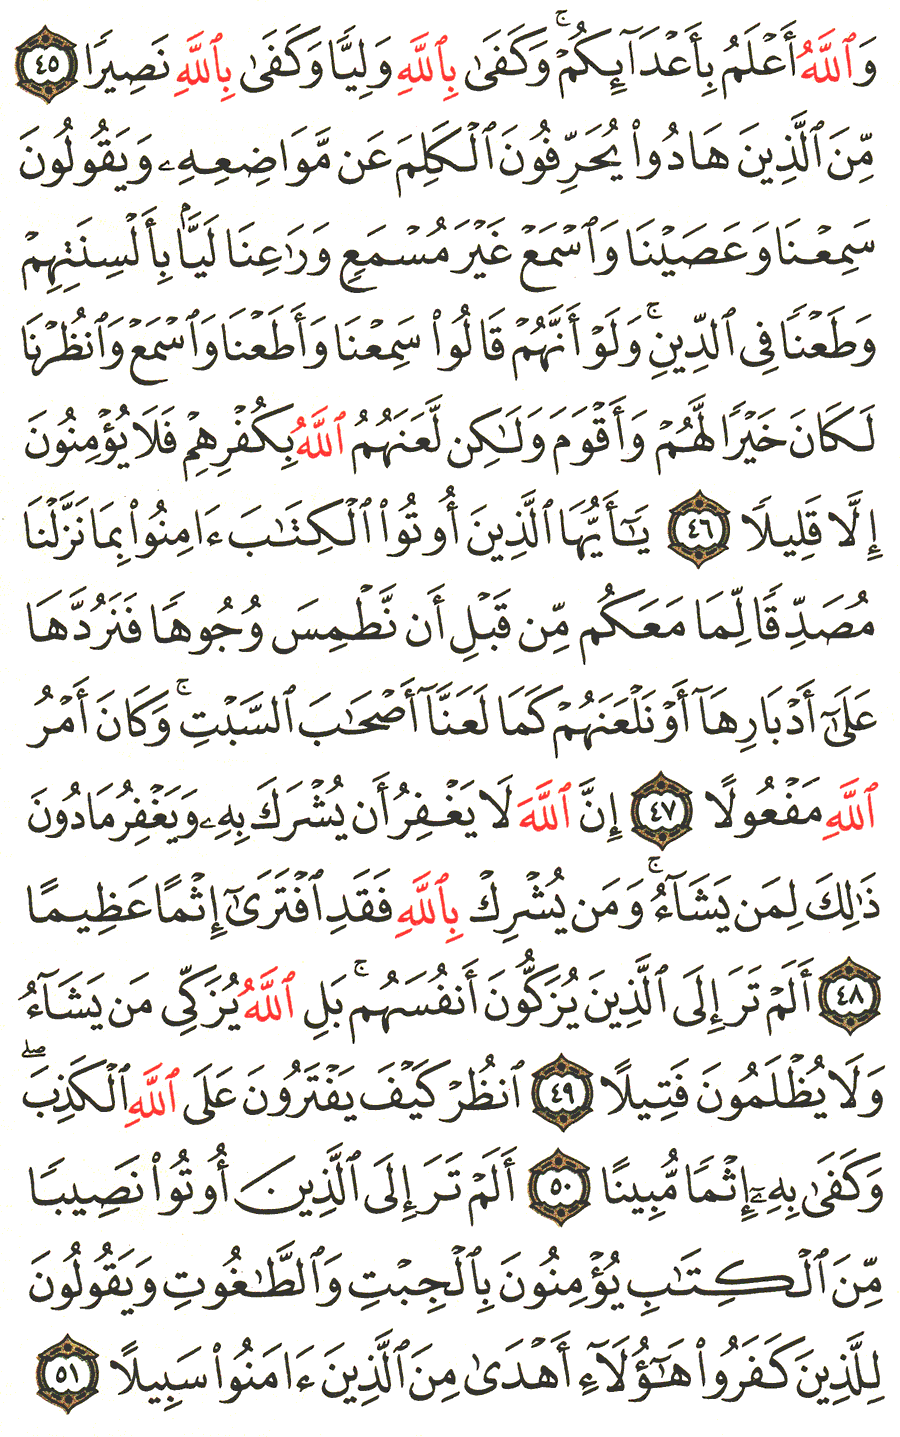 وَٱللَّهُ أَعۡلَمُ بِأَعۡدَآئِكُمۡۚ وَكَفَىٰ بِٱللَّهِ وَلِيّٗا وَكَفَىٰ بِٱللَّهِ نَصِيرٗا ٤٥
مِّنَ ٱلَّذِينَ هَادُواْ يُحَرِّفُونَ ٱلۡكَلِمَ عَن مَّوَاضِعِهِۦ وَيَقُولُونَ
سَمِعۡنَا وَعَصَيۡنَا وَٱسۡمَعۡ غَيۡرَ مُسۡمَعٖ وَرَٰعِنَا لَيَّۢا بِأَلۡسِنَتِهِمۡ
وَطَعۡنٗا فِي ٱلدِّينِۚ وَلَوۡ أَنَّهُمۡ قَالُواْ سَمِعۡنَا وَأَطَعۡنَا وَٱسۡمَعۡ وَٱنظُرۡنَا
لَكَانَ خَيۡرٗا لَّهُمۡ وَأَقۡوَمَ وَلَٰكِن لَّعَنَهُمُ ٱللَّهُ بِكُفۡرِهِمۡ فَلَا يُؤۡمِنُونَ
إِلَّا قَلِيلٗا ٤٦ يَٰٓأَيُّهَا ٱلَّذِينَ أُوتُواْ ٱلۡكِتَٰبَ ءَامِنُواْ بِمَا نَزَّلۡنَا
مُصَدِّقٗا لِّمَا مَعَكُم مِّن قَبۡلِ أَن نَّطۡمِسَ وُجُوهٗا فَنَرُدَّهَا
عَلَىٰٓ أَدۡبَارِهَآ أَوۡ نَلۡعَنَهُمۡ كَمَا لَعَنَّآ أَصۡحَٰبَ ٱلسَّبۡتِۚ وَكَانَ أَمۡرُ
ٱللَّهِ مَفۡعُولًا ٤٧ إِنَّ ٱللَّهَ لَا يَغۡفِرُ أَن يُشۡرَكَ بِهِۦ وَيَغۡفِرُ مَا دُونَ
ذَٰلِكَ لِمَن يَشَآءُۚ وَمَن يُشۡرِكۡ بِٱللَّهِ فَقَدِ ٱفۡتَرَىٰٓ إِثۡمًا عَظِيمًا
٤٨ أَلَمۡ تَرَ إِلَى ٱلَّذِينَ يُزَكُّونَ أَنفُسَهُمۚ بَلِ ٱللَّهُ يُزَكِّي مَن يَشَآءُ
وَلَا يُظۡلَمُونَ فَتِيلًا ٤٩ ٱنظُرۡ كَيۡفَ يَفۡتَرُونَ عَلَى ٱللَّهِ ٱلۡكَذِبَۖ
وَكَفَىٰ بِهِۦٓ إِثۡمٗا مُّبِينًا ٥٠ أَلَمۡ تَرَ إِلَى ٱلَّذِينَ أُوتُواْ نَصِيبٗا
مِّنَ ٱلۡكِتَٰبِ يُؤۡمِنُونَ بِٱلۡجِبۡتِ وَٱلطَّٰغُوتِ وَيَقُولُونَ
لِلَّذِينَ كَفَرُواْ هَٰٓؤُلَآءِ أَهۡدَىٰ مِنَ ٱلَّذِينَ ءَامَنُواْ سَبِيلًا ٥١